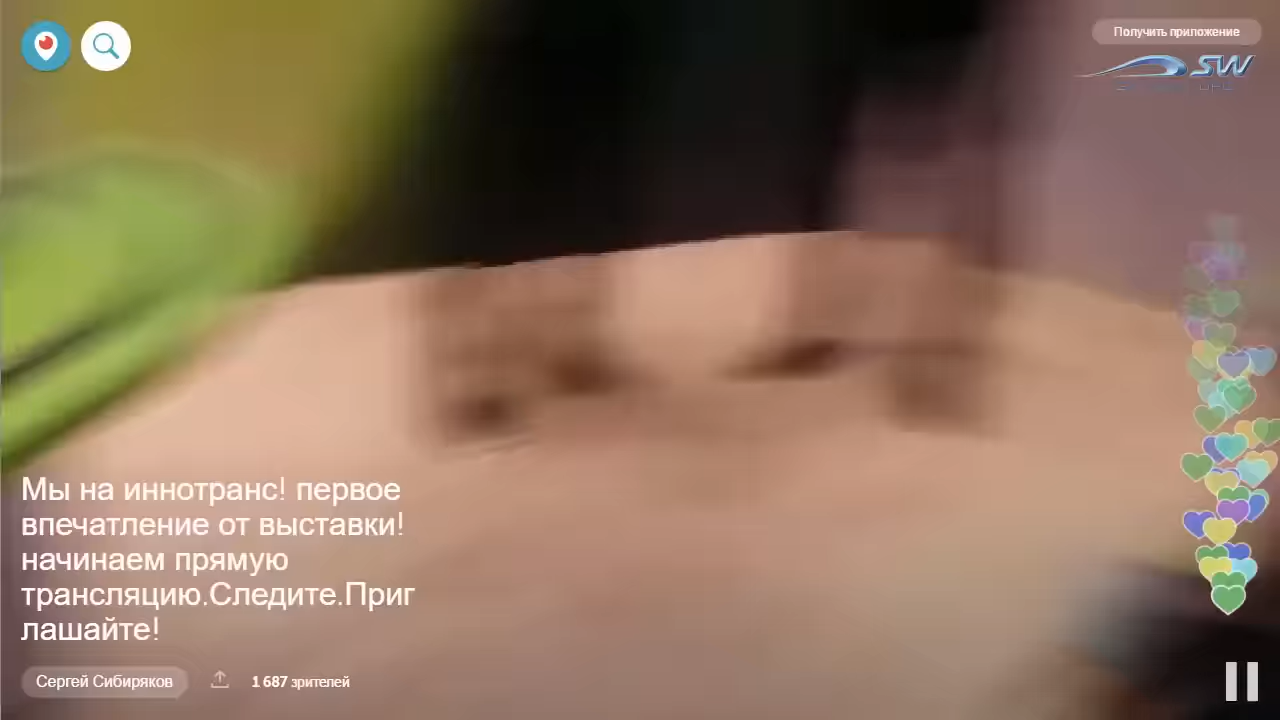 Получить приложение
SW
Мы на иннотранс! первое
впечатление от выставки!
начинаем прямую
трансляцию.Следите.Приг
лашайте!
Сергей Сибиряков
1 687 зрителей